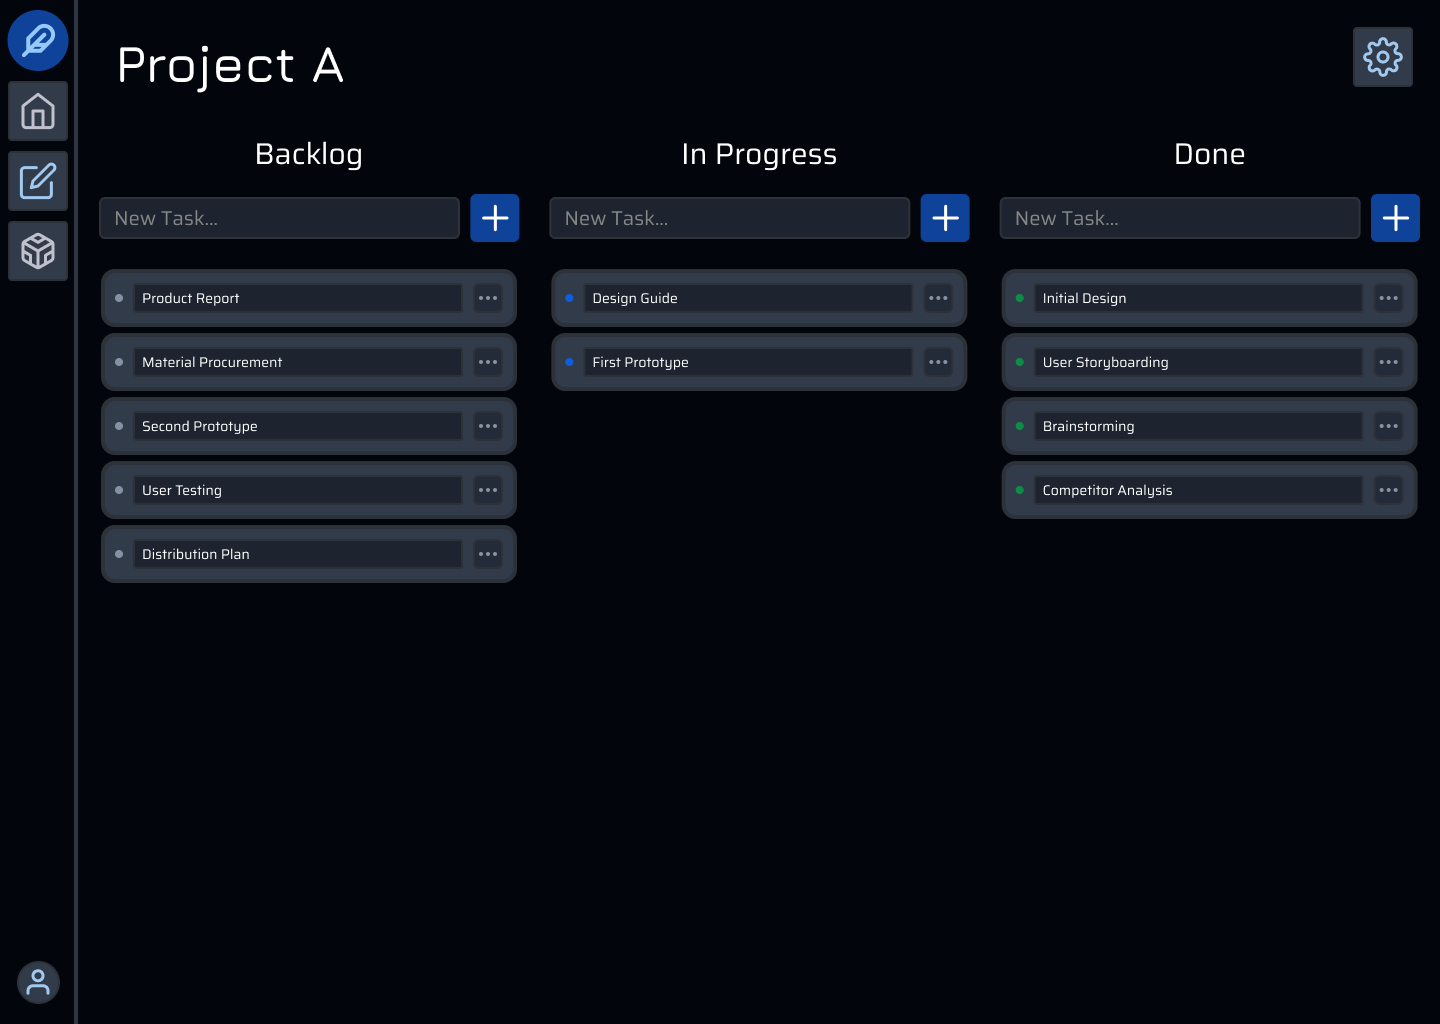 Project A
Backlog
New Task...
Product Report
Material Procurement
Second Prototype
User Testing
Distribution Plan
In Progress
New Task...
Design Guide
First Prototype
Done
New Task...
Initial Design
User Storyboarding
Brainstorming
Competitor Analysis